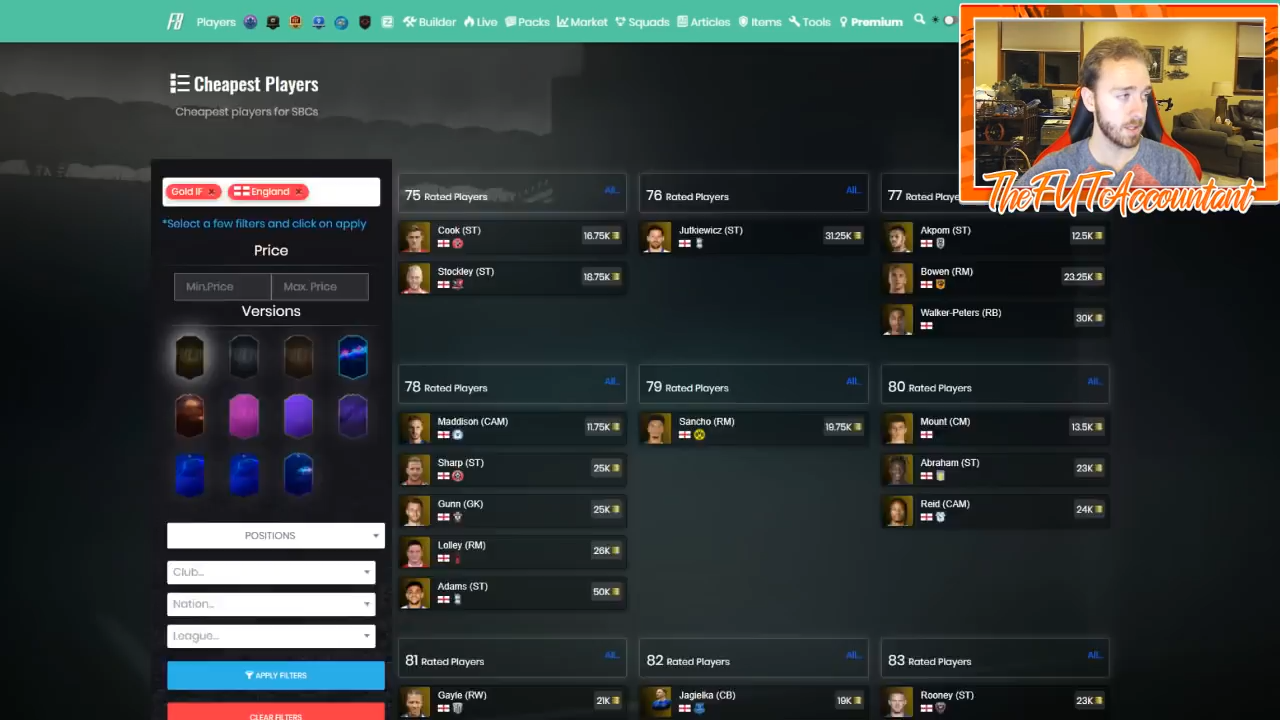 F8 Players Builder Live Packs Market Squads Articles Items Tools Premium
Cheapest Players
Cheapest players for SBCs
Gold IF × England ×
*Select a few filters and click on apply
Price
Min.Price Max. Price
Versions
POSITIONS
Club...
Nation...
League...
APPLY FILTERS
CLEAR FILTERS
75 Rated Players All..
Cook (ST) 16.75K
Stockley (ST) 18.75K
76 Rated Players All..
Jutkiewicz (ST) 31.25K
77 Rated Players
Akpom (ST) 12.5K
Bowen (RM) 23.25K
Walker-Peters (RB) 30K
78 Rated Players All..
Maddison (CAM) 11.75K
Sharp (ST) 25K
Gunn (GK) 25K
Lolley (RM) 26K
Adams (ST) 50K
79 Rated Players All..
Sancho (RM) 19.75K
80 Rated Players All..
Mount (CM) 13.5K
Abraham (ST) 23K
Reid (CAM) 24K
81 Rated Players All..
Gayle (RW) 21K
82 Rated Players All..
Jagielka (CB) 19K
83 Rated Players All..
Rooney (ST) 23K
TheFUTAccountant